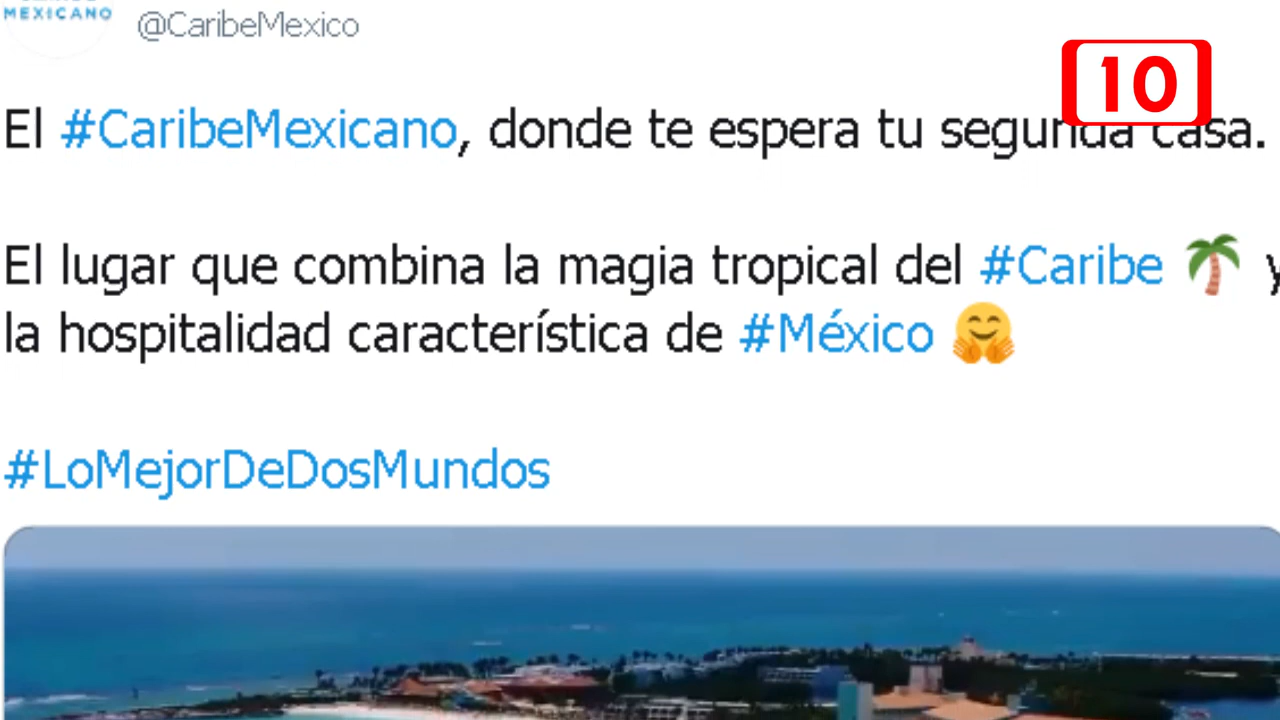 MEXICANO
@CaribeMexico
10
El #CaribeMexicano, donde te espera tu segunda casa.
El lugar que combina la magia tropical del #Caribe 🌴 y
la hospitalidad característica de #México 🤗
#LoMejorDeDosMundos